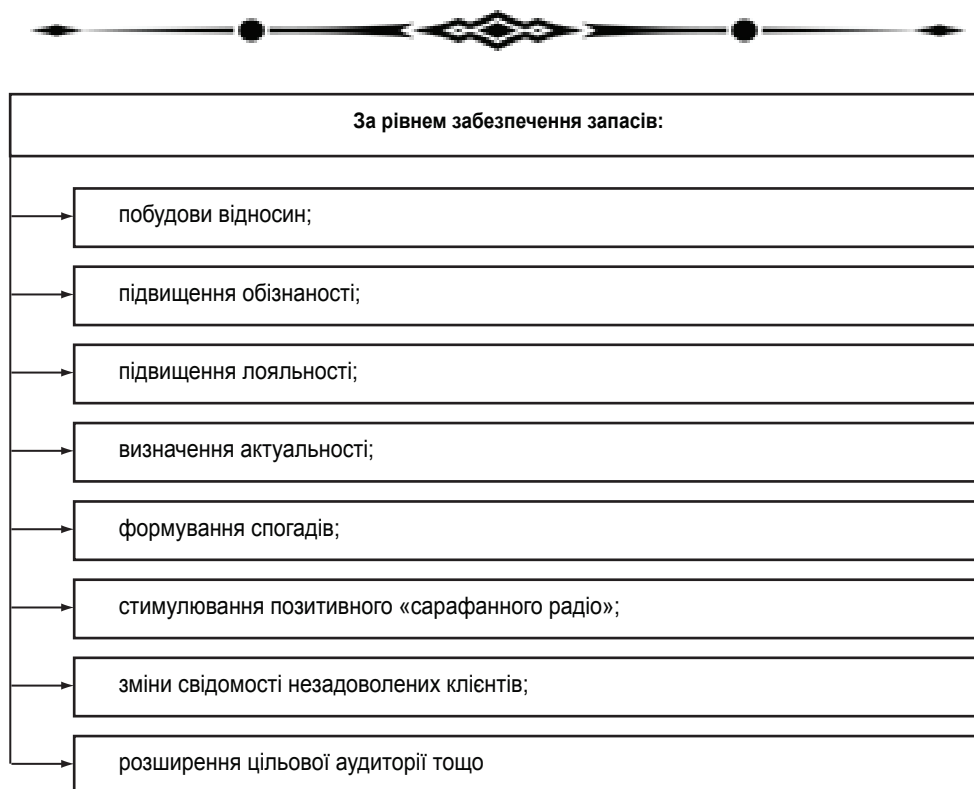 За рівнем забезпечення запасів:
побудови відносин;
підвищення обізнаності;
підвищення лояльності;
визначення актуальності;
формування спогадів;
стимулювання позитивного «сарафанного радіо»;
зміни свідомості незадоволених клієнтів;
розширення цільової аудиторії тощо